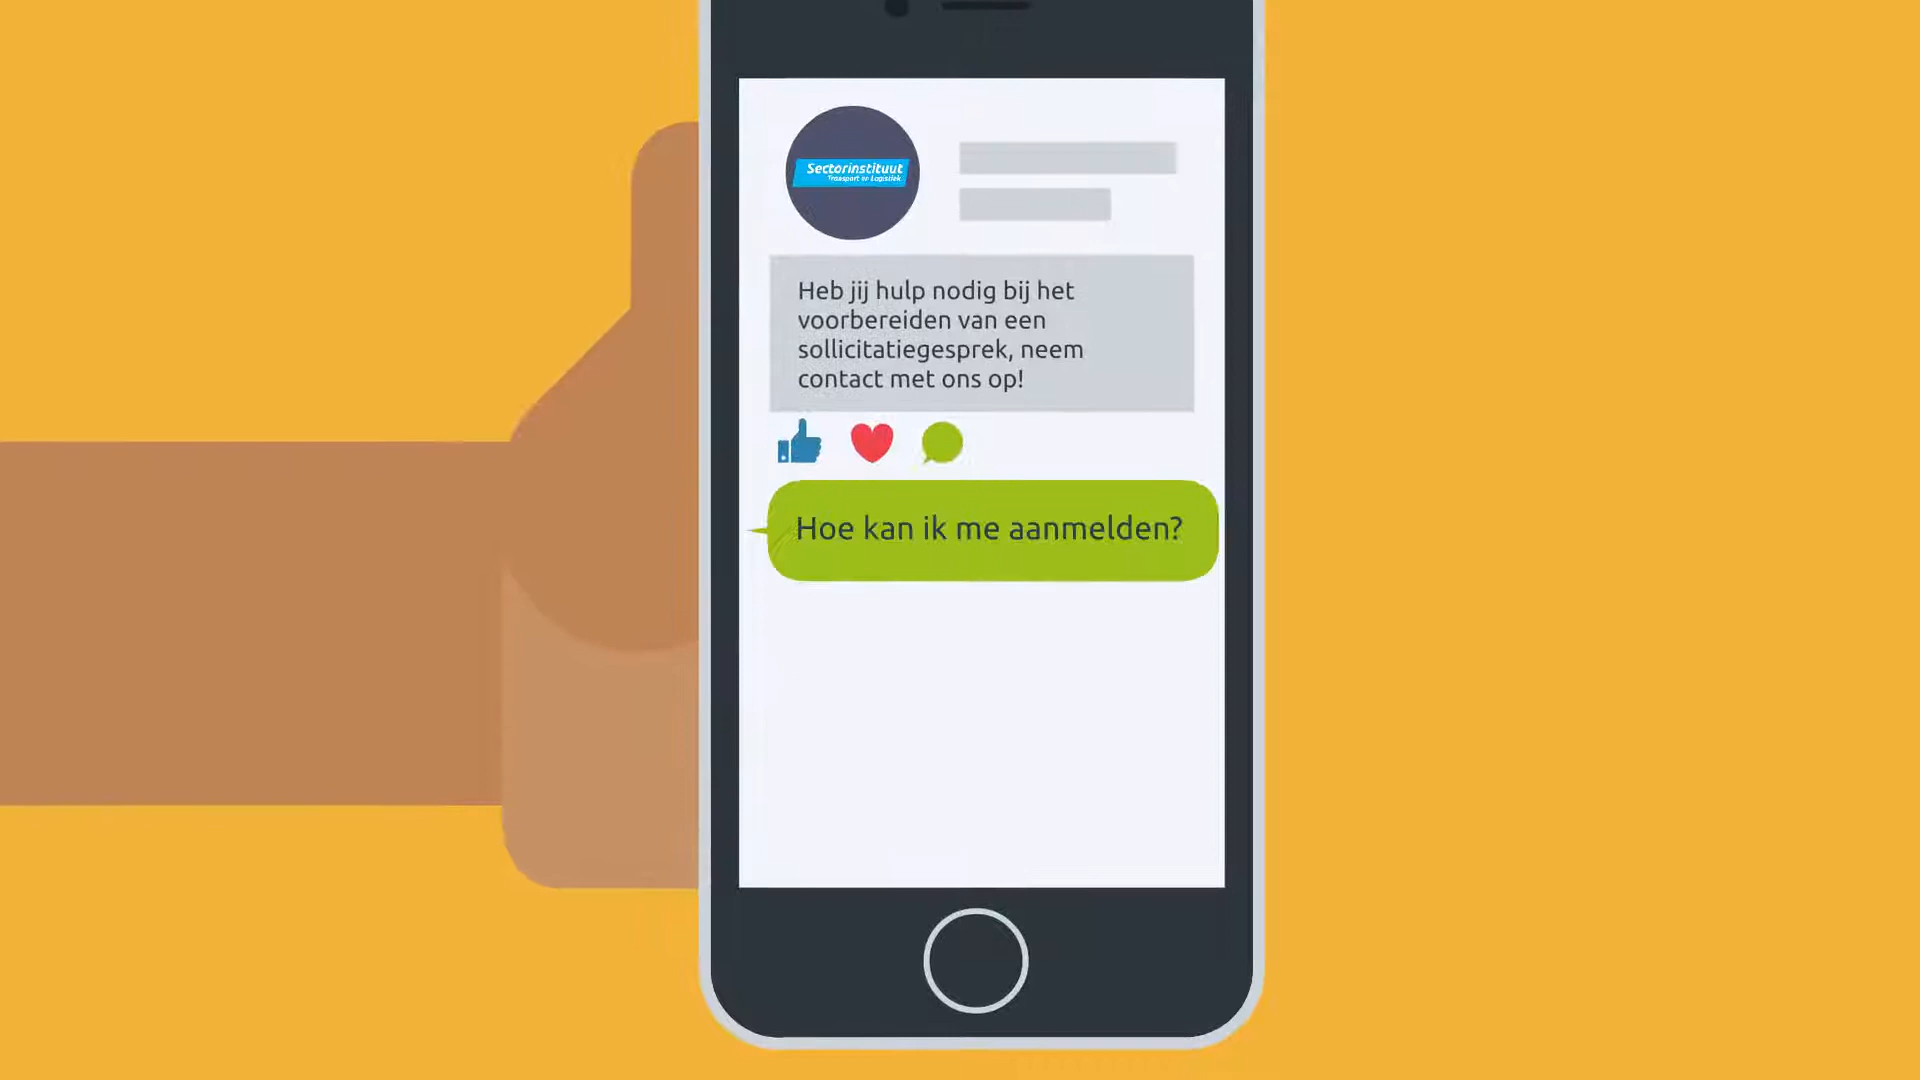 Sectorinstituut
Transport en Logistiek
Heb jij hulp nodig bij het
voorbereiden van een
sollicitatiegesprek, neem
contact met ons op!
Hoe kan ik me aanmelden?